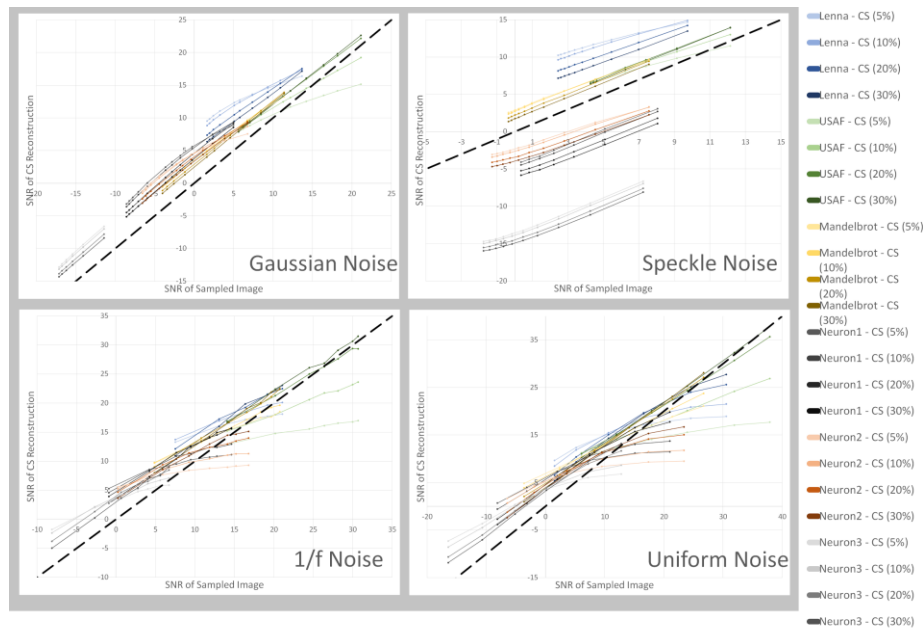 25
20
15
10
5
0
-20
-15
-10
-5
0
5
10
15
20
25
-5
-10
-15
SNR of CS Reconstruction
Gaussian Noise
SNR of Sampled Image
15
10
5
0
-5
-3
-1
1
3
5
7
9
11
13
15
-5
-10
-15
-20
SNR of CS Reconstruction
Speckle Noise
SNR of Sampled Image
35
30
25
20
15
10
5
0
-10
-5
0
5
10
15
20
25
30
35
-5
-10
SNR of CS Reconstruction
1/f Noise
SNR of Sampled Image
35
25
15
5
-20
-10
0
10
20
30
40
-5
-15
SNR of CS Reconstruction
Uniform Noise
SNR of Sampled Image
Lenna - CS (5%)
Lenna - CS (10%)
Lenna - CS (20%)
Lenna - CS (30%)
USAF - CS (5%)
USAF - CS (10%)
USAF - CS (20%)
USAF - CS (30%)
Mandelbrot - CS (5%)
Mandelbrot - CS
(10%)
Mandelbrot - CS
(20%)
Mandelbrot - CS
(30%)
Neuron1 - CS (5%)
Neuron1 - CS (10%)
Neuron1 - CS (20%)
Neuron1 - CS (30%)
Neuron2 - CS (5%)
Neuron2 - CS (10%)
Neuron2 - CS (20%)
Neuron2 - CS (30%)
Neuron3 - CS (5%)
Neuron3 - CS (10%)
Neuron3 - CS (20%)
Neuron3 - CS (30%)